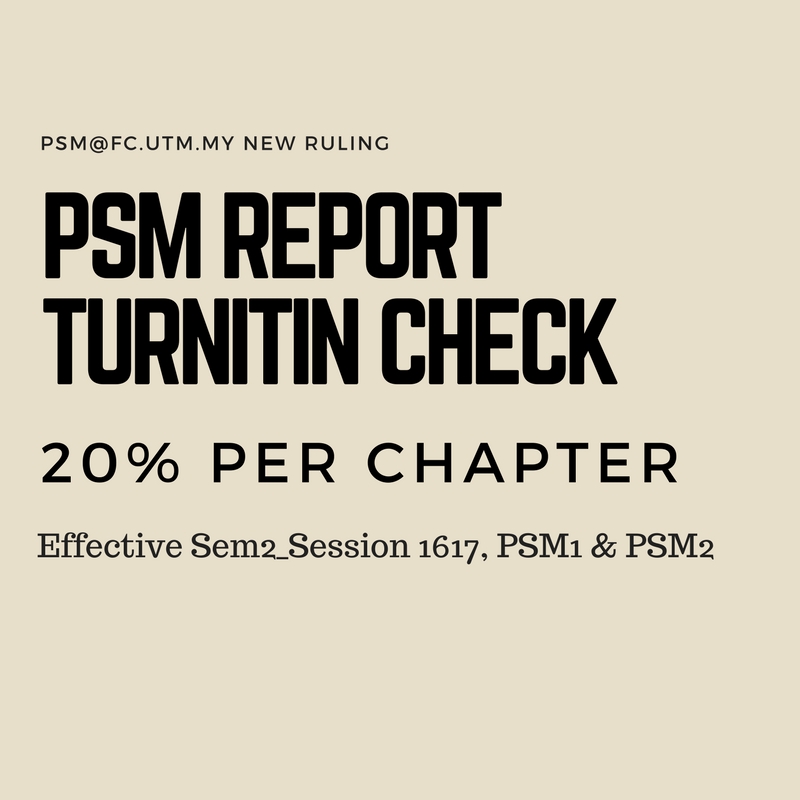 PSM@FC.UTM.MY NEW RULING
PSM REPORT
TURNITIN CHECK
20% PER CHAPTER
Effective Sem2_Session 1617, PSM1 & PSM2